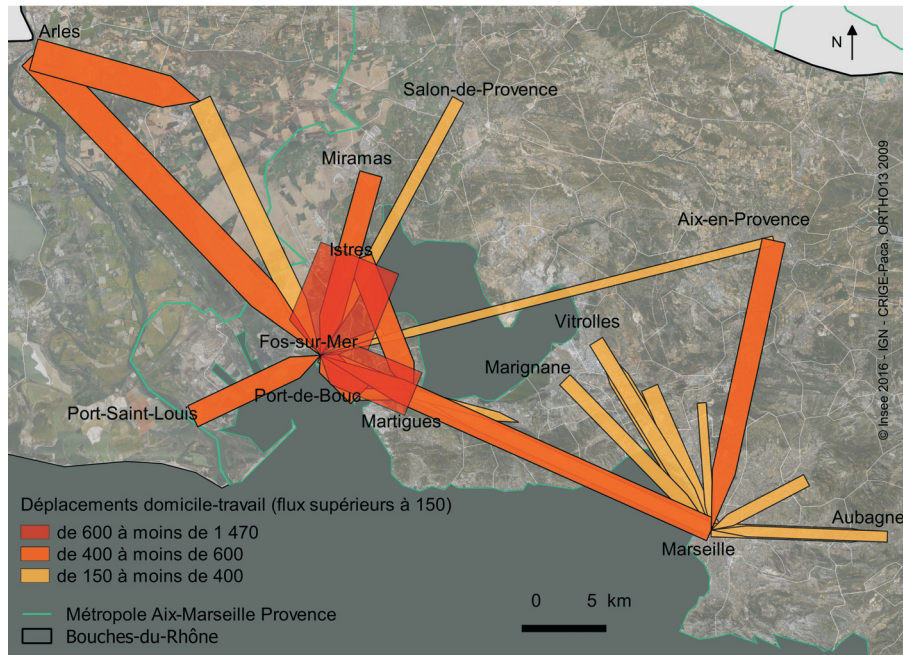 Arles
N
Salon-de-Provence
Miramas
Aix-en-Provence
Istres
Vitrolles
Fos-sur-Mer
Marignane
Port-de-Bouc
Port-Saint-Louis
Martigues
© Insee 2016 - IGN - CRIGE-Paca, ORTHO13 2009
Déplacements domicile-travail (flux supérieurs à 150)
de 600 à moins de 1 470
de 400 à moins de 600
de 150 à moins de 400
Aubagne
Marseille
0 5 km
Métropole Aix-Marseille Provence
Bouches-du-Rhône